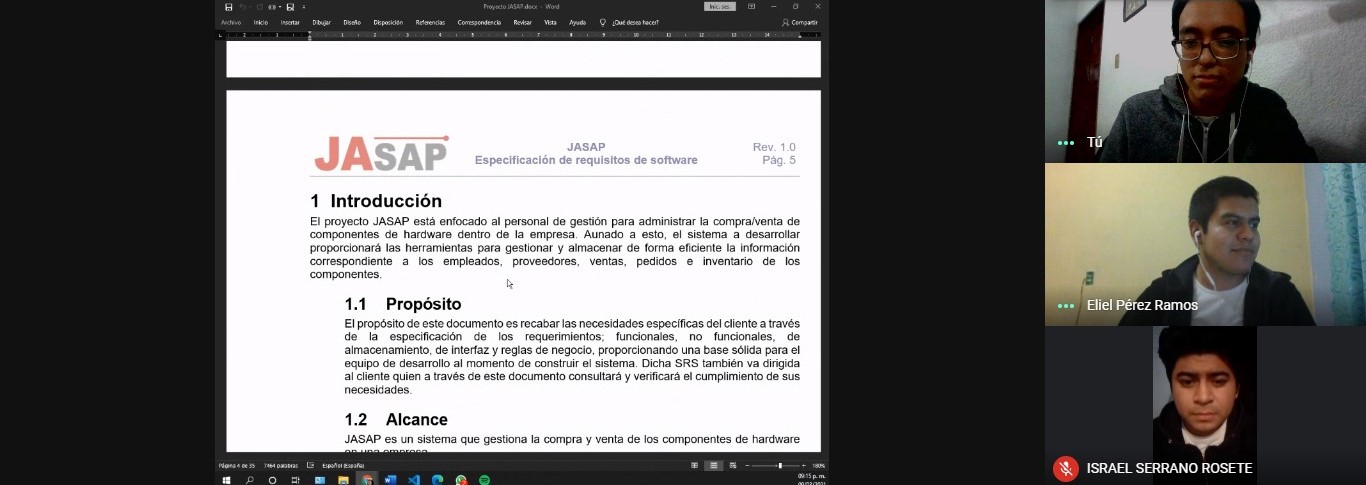 Proyecto JASAP.docx - Word
Inic. ses.
Archivo Inicio Insertar Dibujar Diseño Disposición Referencias Correspondencia Revisar Vista Ayuda ¿Qué desea hacer? Compartir
JASAP
JASAP
Especificación de requisitos de software
Rev. 1.0
Pág. 5
1 Introducción
El proyecto JASAP está enfocado al personal de gestión para administrar la compra/venta de
componentes de hardware dentro de la empresa. Aunado a esto, el sistema a desarrollar
proporcionará las herramientas para gestionar y almacenar de forma eficiente la información
correspondiente a los empleados, proveedores, ventas, pedidos e inventario de los
componentes.
1.1 Propósito
El propósito de este documento es recabar las necesidades específicas del cliente a través
de la especificación de los requerimientos; funcionales, no funcionales, de
almacenamiento, de interfaz y reglas de negocio, proporcionando una base sólida para el
equipo de desarrollo al momento de construir el sistema. Dicha SRS también va dirigida
al cliente quien a través de este documento consultará y verificará el cumplimiento de sus
necesidades.
1.2 Alcance
JASAP es un sistema que gestiona la compra y venta de los componentes de hardware
en una empresa.
Página 4 de 35 7464 palabras Español (España) 180%
09:15 p. m.
Tú
Eliel Pérez Ramos
ISRAEL SERRANO ROSETE